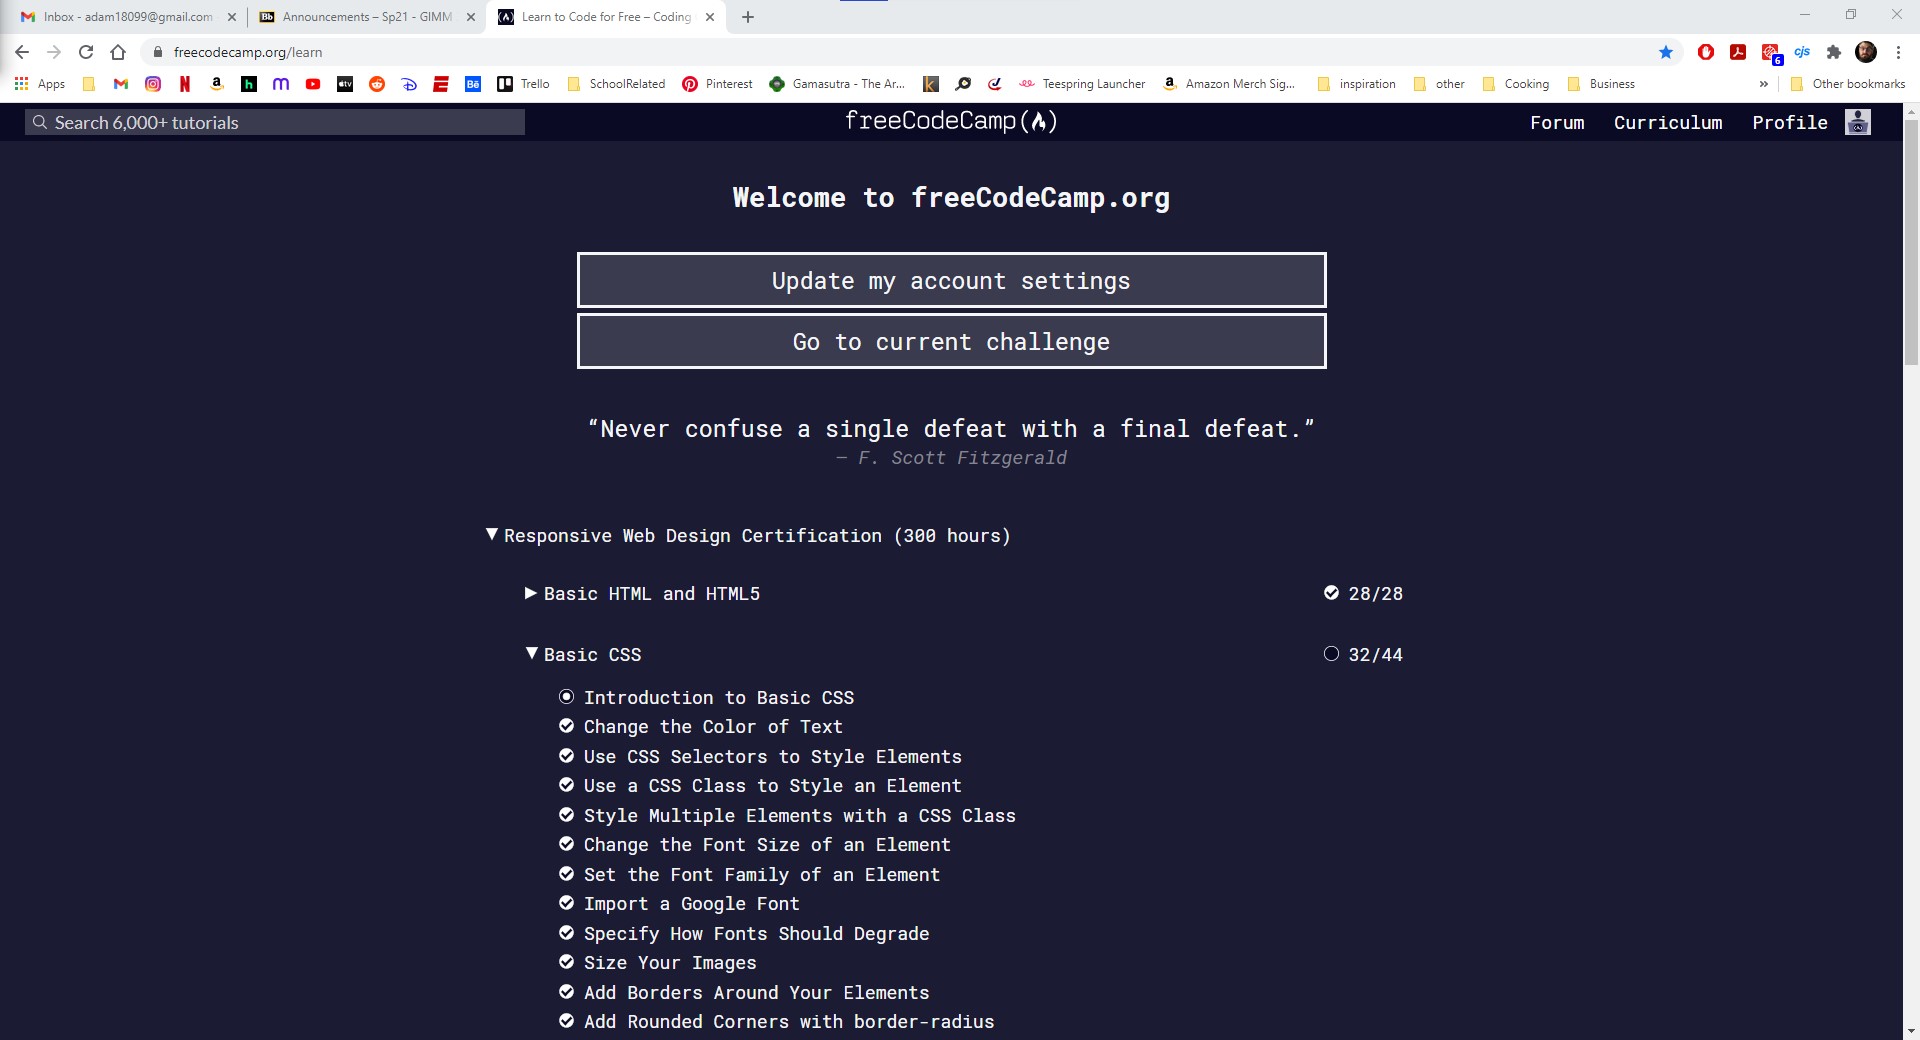 Inbox - adam18099@gmail.com
Announcements – Sp21 - GIMM
Learn to Code for Free – Coding
freecodecamp.org/learn
6
cjs
Apps
Trello
SchoolRelated
Pinterest
Gamasutra - The Ar...
Teespring Launcher
Amazon Merch Sig...
inspiration
other
Cooking
Business
Other bookmarks
Search 6,000+ tutorials
freeCodeCamp
Forum
Curriculum
Profile
Welcome to freeCodeCamp.org
Update my account settings
Go to current challenge
“Never confuse a single defeat with a final defeat.”
— F. Scott Fitzgerald
Responsive Web Design Certification (300 hours)
Basic HTML and HTML5 28/28
Basic CSS 32/44
Introduction to Basic CSS
Change the Color of Text
Use CSS Selectors to Style Elements
Use a CSS Class to Style an Element
Style Multiple Elements with a CSS Class
Change the Font Size of an Element
Set the Font Family of an Element
Import a Google Font
Specify How Fonts Should Degrade
Size Your Images
Add Borders Around Your Elements
Add Rounded Corners with border-radius